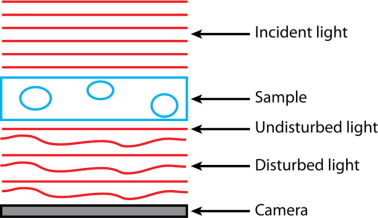 Incident light
Sample
Undisturbed light
Disturbed light
Camera